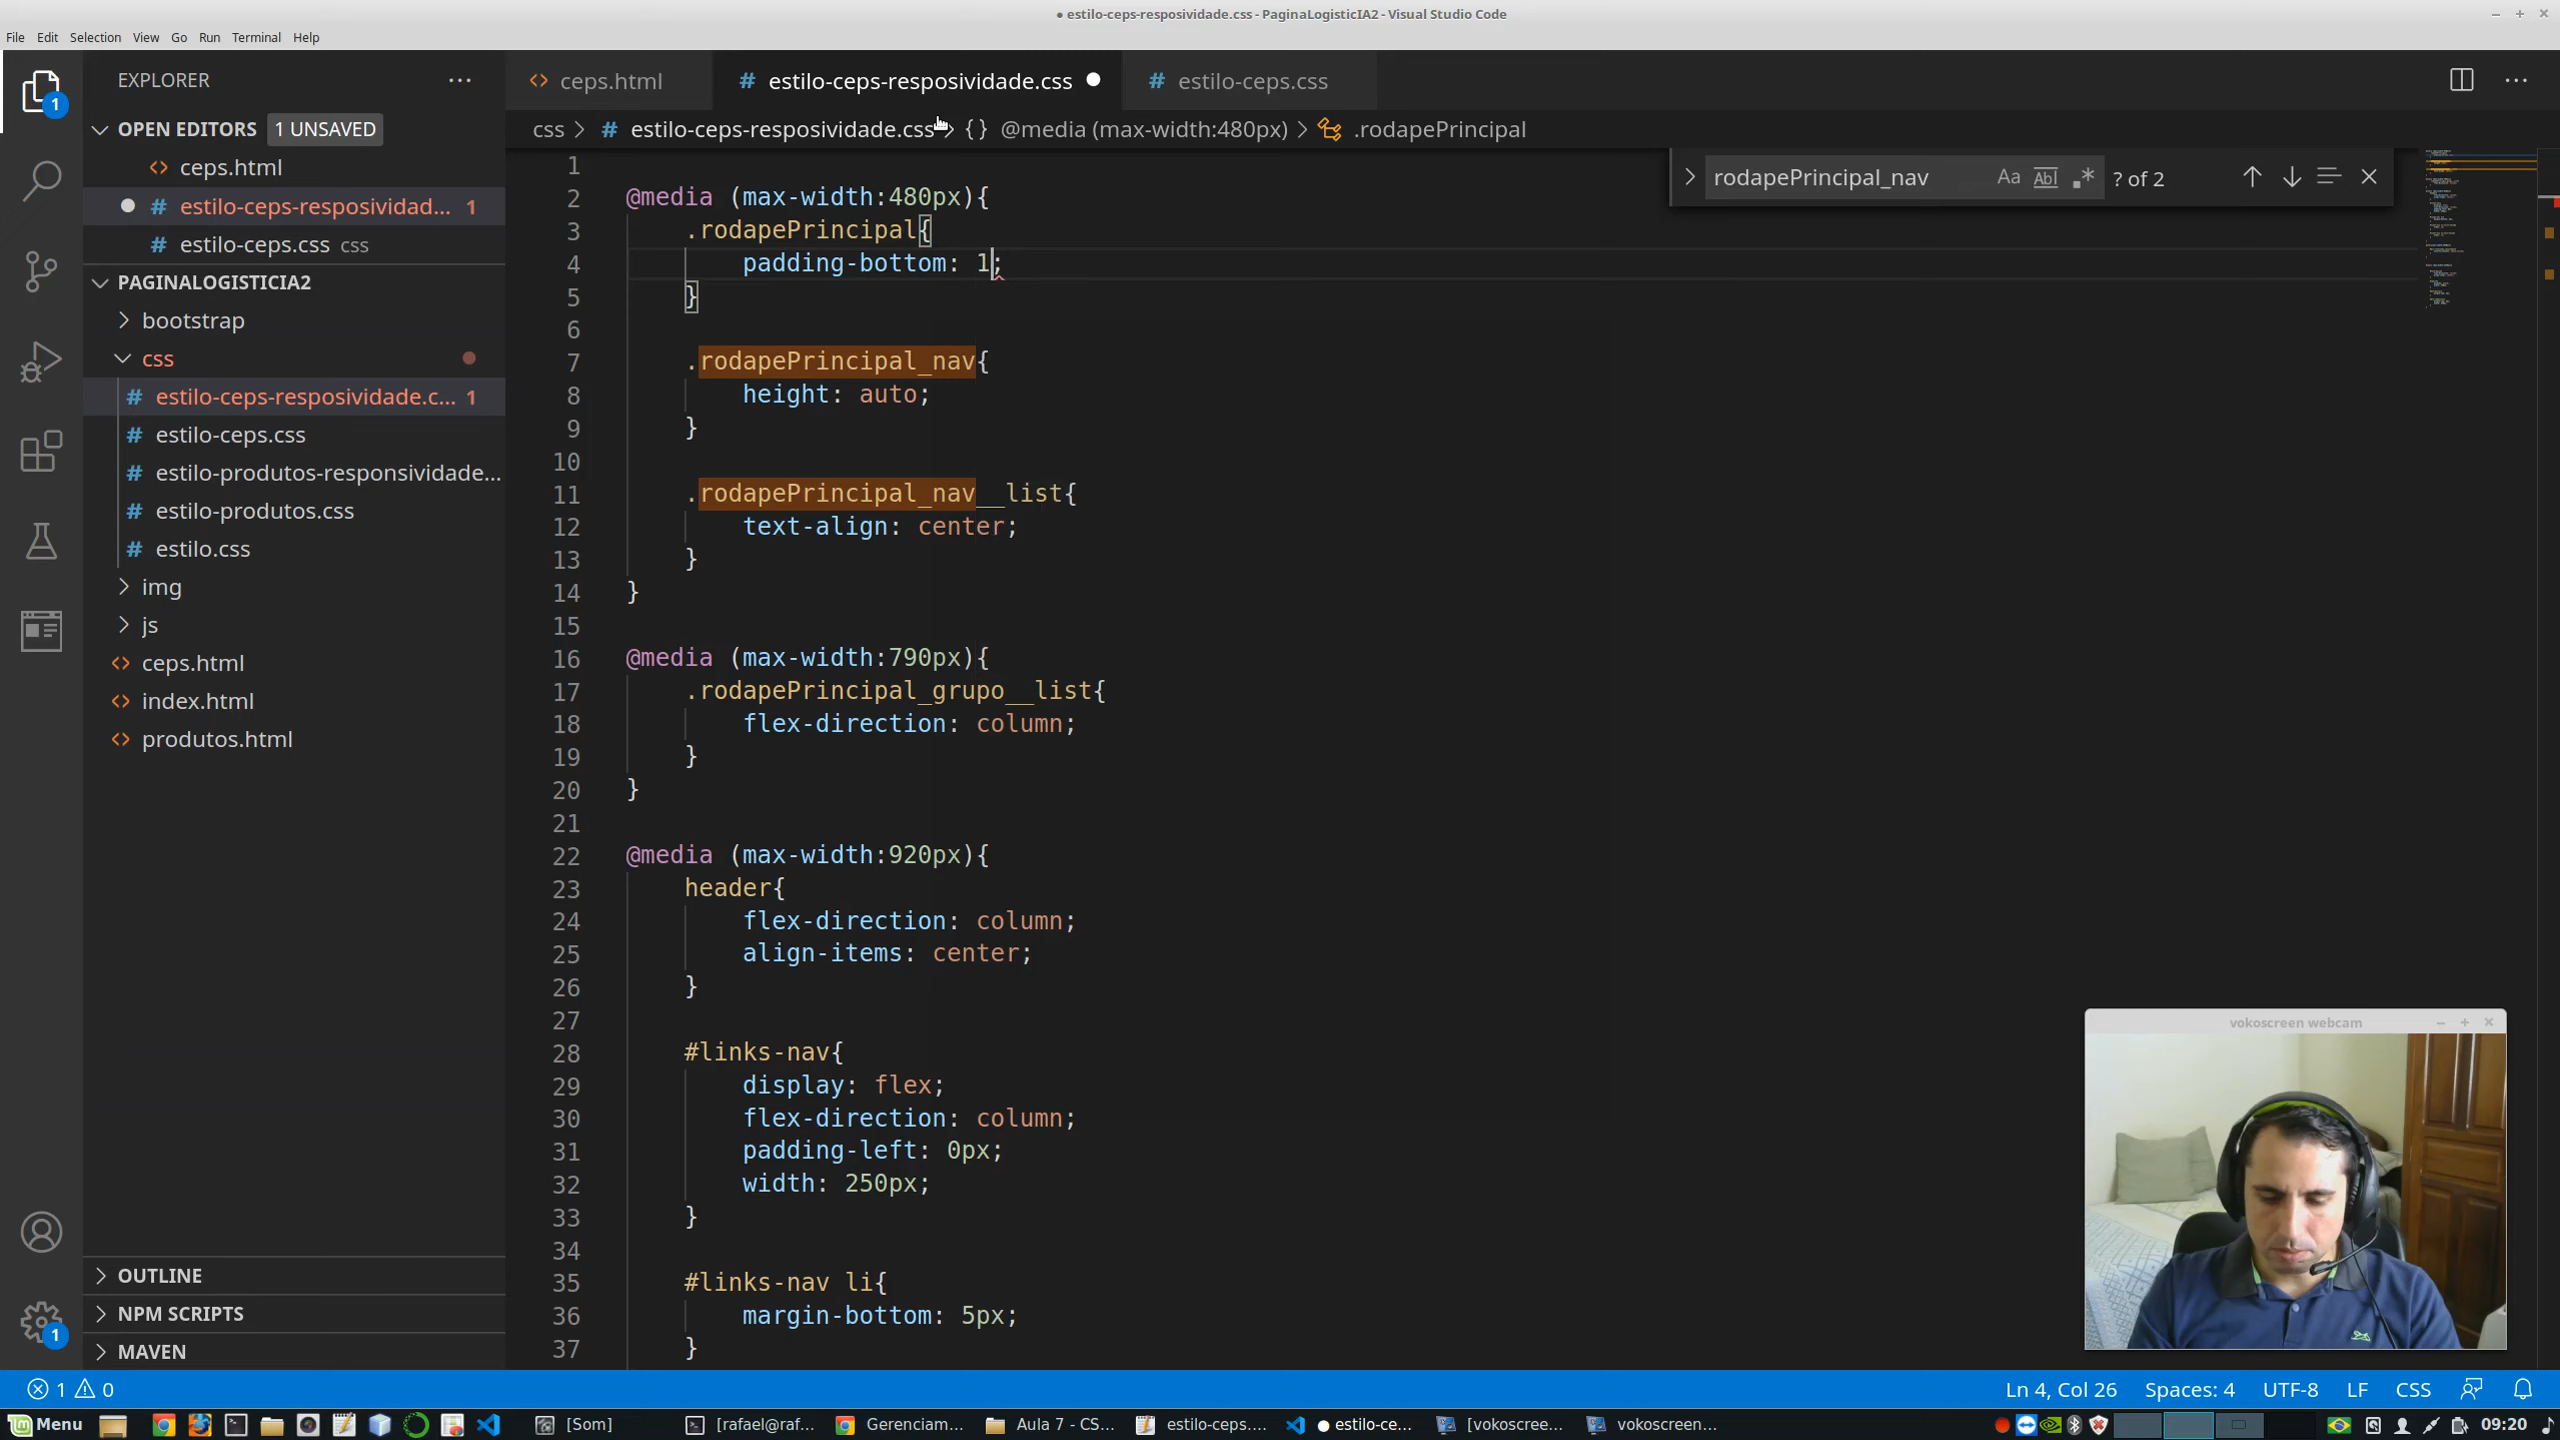 ● estilo-ceps-resposividade.css - PaginaLogisticIA2 - Visual Studio Code
File Edit Selection View Go Run Terminal Help
EXPLORER
OPEN EDITORS 1 UNSAVED
ceps.html
estilo-ceps-resposividad... 1
estilo-ceps.css css
PAGINALOGISTICIA2
bootstrap
css
estilo-ceps-resposividade.c... 1
estilo-ceps.css
estilo-produtos-responsividade...
estilo-produtos.css
estilo.css
img
js
ceps.html
index.html
produtos.html
OUTLINE
NPM SCRIPTS
MAVEN
1
1
ceps.html
estilo-ceps-resposividade.css
estilo-ceps.css
css > # estilo-ceps-resposividade.css > {} @media (max-width:480px) > .rodapePrincipal
rodapePrincipal_nav Aa Abl .* ? of 2
1
2 @media (max-width:480px){
3 .rodapePrincipal{
4 padding-bottom: 1;
5 }
6
7 .rodapePrincipal_nav{
8 height: auto;
9 }
10
11 .rodapePrincipal_nav__list{
12 text-align: center;
13 }
14 }
15
16 @media (max-width:790px){
17 .rodapePrincipal_grupo__list{
18 flex-direction: column;
19 }
20 }
21
22 @media (max-width:920px){
23 header{
24 flex-direction: column;
25 align-items: center;
26 }
27
28 #links-nav{
29 display: flex;
30 flex-direction: column;
31 padding-left: 0px;
32 width: 250px;
33 }
34
35 #links-nav li{
36 margin-bottom: 5px;
37 }
vokoscreen webcam
1 0
Ln 4, Col 26 Spaces: 4 UTF-8 LF CSS
Menu [Som] [rafael@raf... Gerenciam... Aula 7 - CS... estilo-ceps.... ● estilo-ce... [vokoscree... vokoscreen... 09:20